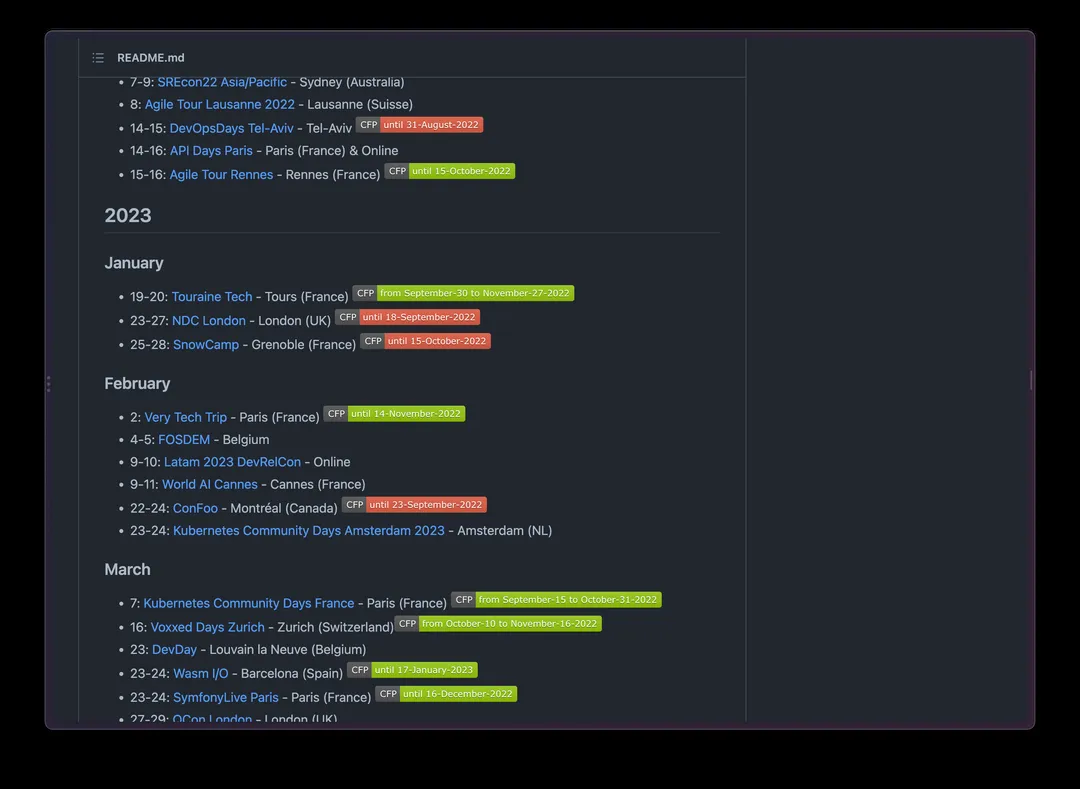 README.md
7-9: SREcon22 Asia/Pacific - Sydney (Australia)
8: Agile Tour Lausanne 2022 - Lausanne (Suisse)
14-15: DevOpsDays Tel-Aviv - Tel-Aviv CFP until 31-August-2022
14-16: API Days Paris - Paris (France) & Online
15-16: Agile Tour Rennes - Rennes (France) CFP until 15-October-2022
2023
January
19-20: Touraine Tech - Tours (France) CFP from September-30 to November-27-2022
23-27: NDC London - London (UK) CFP until 18-September-2022
25-28: SnowCamp - Grenoble (France) CFP until 15-October-2022
February
2: Very Tech Trip - Paris (France) CFP until 14-November-2022
4-5: FOSDEM - Belgium
9-10: Latam 2023 DevRelCon - Online
9-11: World AI Cannes - Cannes (France)
22-24: ConFoo - Montréal (Canada) CFP until 23-September-2022
23-24: Kubernetes Community Days Amsterdam 2023 - Amsterdam (NL)
March
7: Kubernetes Community Days France - Paris (France) CFP from September-15 to October-31-2022
16: Voxxed Days Zurich - Zurich (Switzerland) CFP from October-10 to November-16-2022
23: DevDay - Louvain la Neuve (Belgium)
23-24: Wasm I/O - Barcelona (Spain) CFP until 17-January-2023
23-24: SymfonyLive Paris - Paris (France) CFP until 16-December-2022
27-29: QCon London - London (UK)